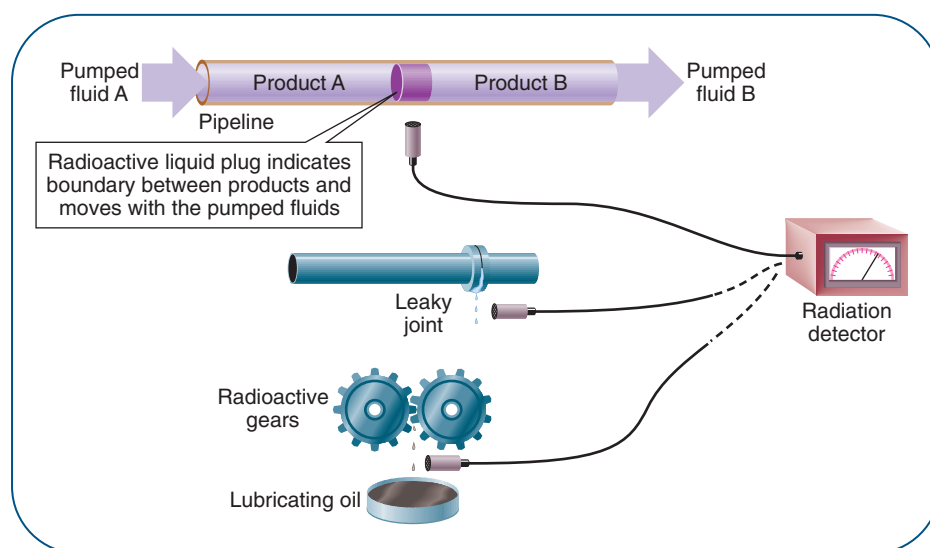 Pumped
fluid A
Product A
Product B
Pumped
fluid B
Pipeline
Radioactive liquid plug indicates
boundary between products and
moves with the pumped fluids
Leaky
joint
Radiation
detector
Radioactive
gears
Lubricating oil